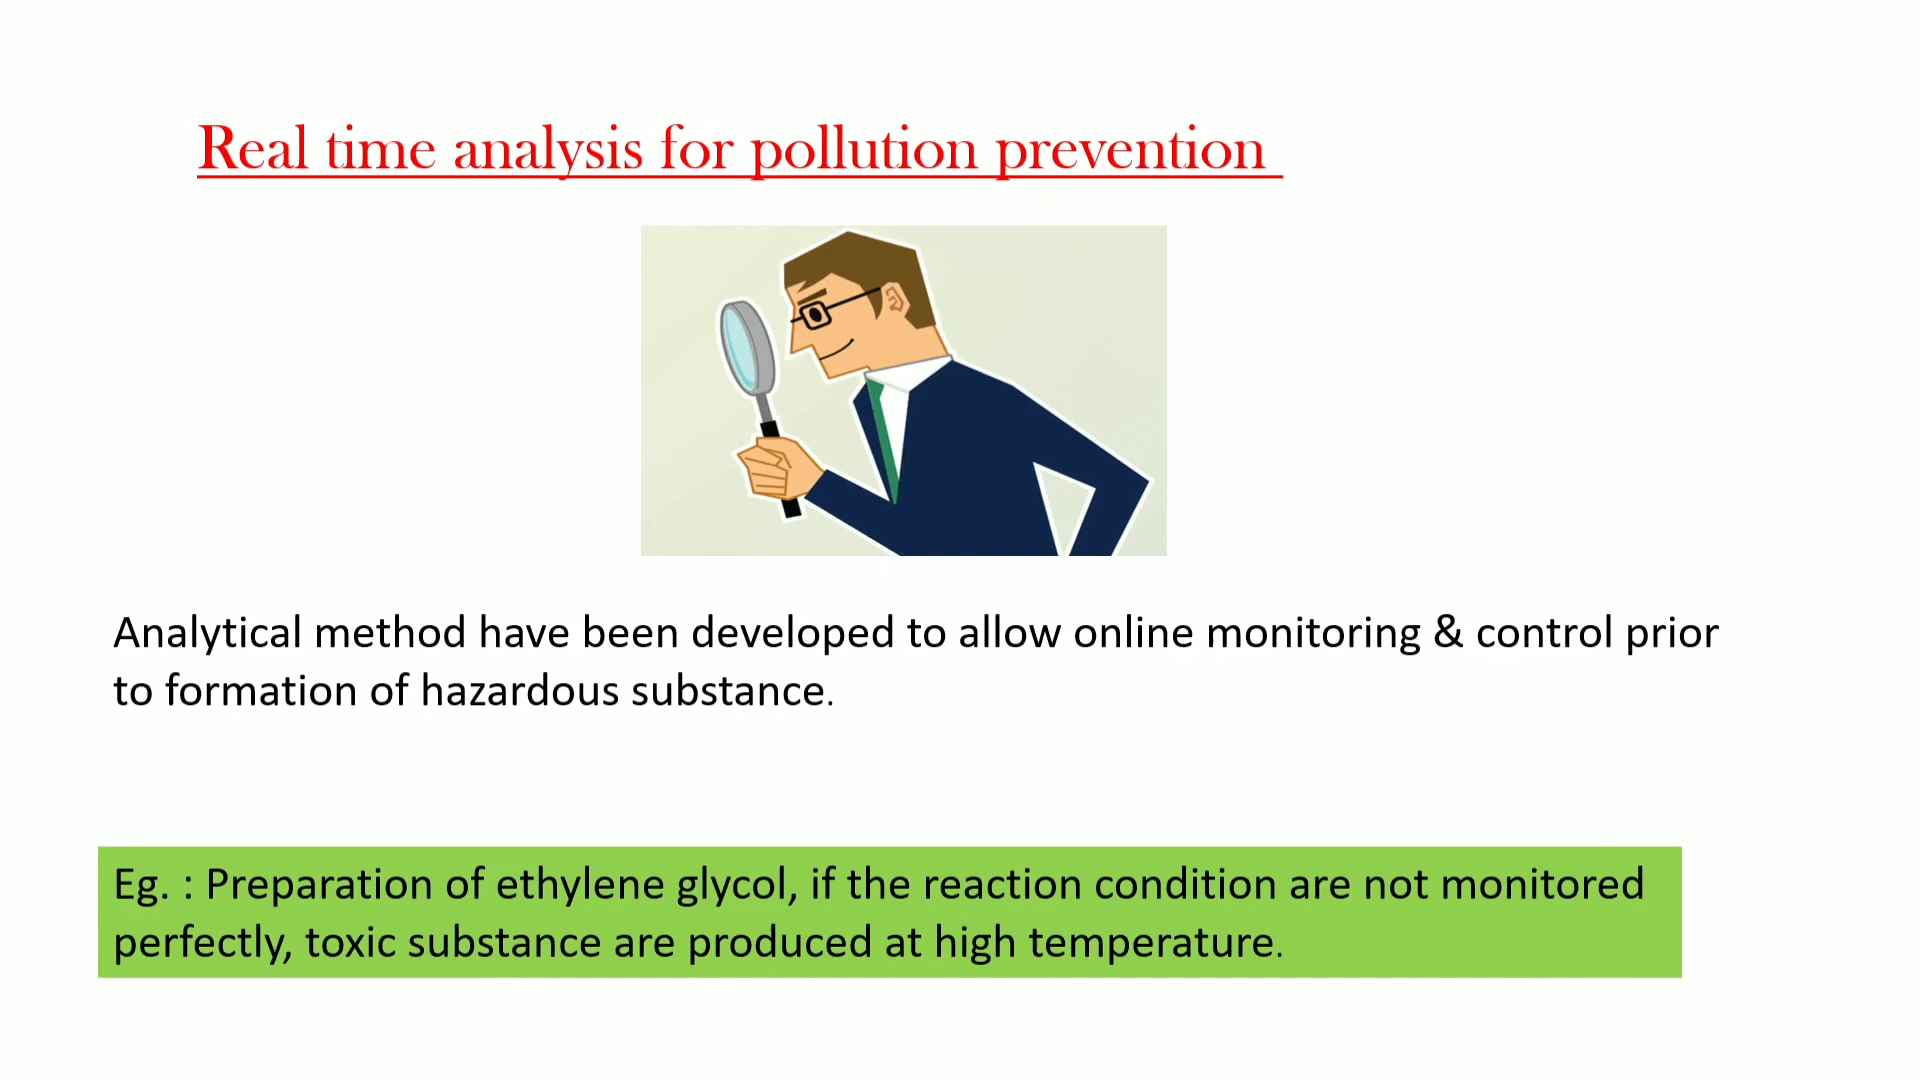 Real time analysis for pollution prevention
Analytical method have been developed to allow online monitoring & control prior
to formation of hazardous substance.
Eg. : Preparation of ethylene glycol, if the reaction condition are not monitored
perfectly, toxic substance are produced at high temperature.